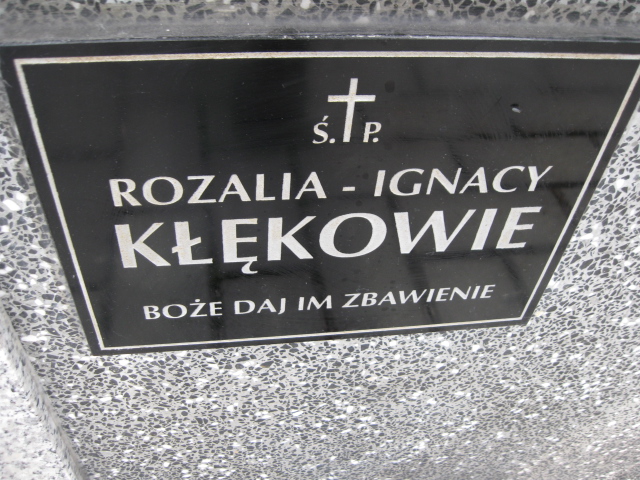 Ś. P.
ROZALIA - IGNACY
KŁĘKOWIE
BOŻE DAJ IM ZBAWIENIE